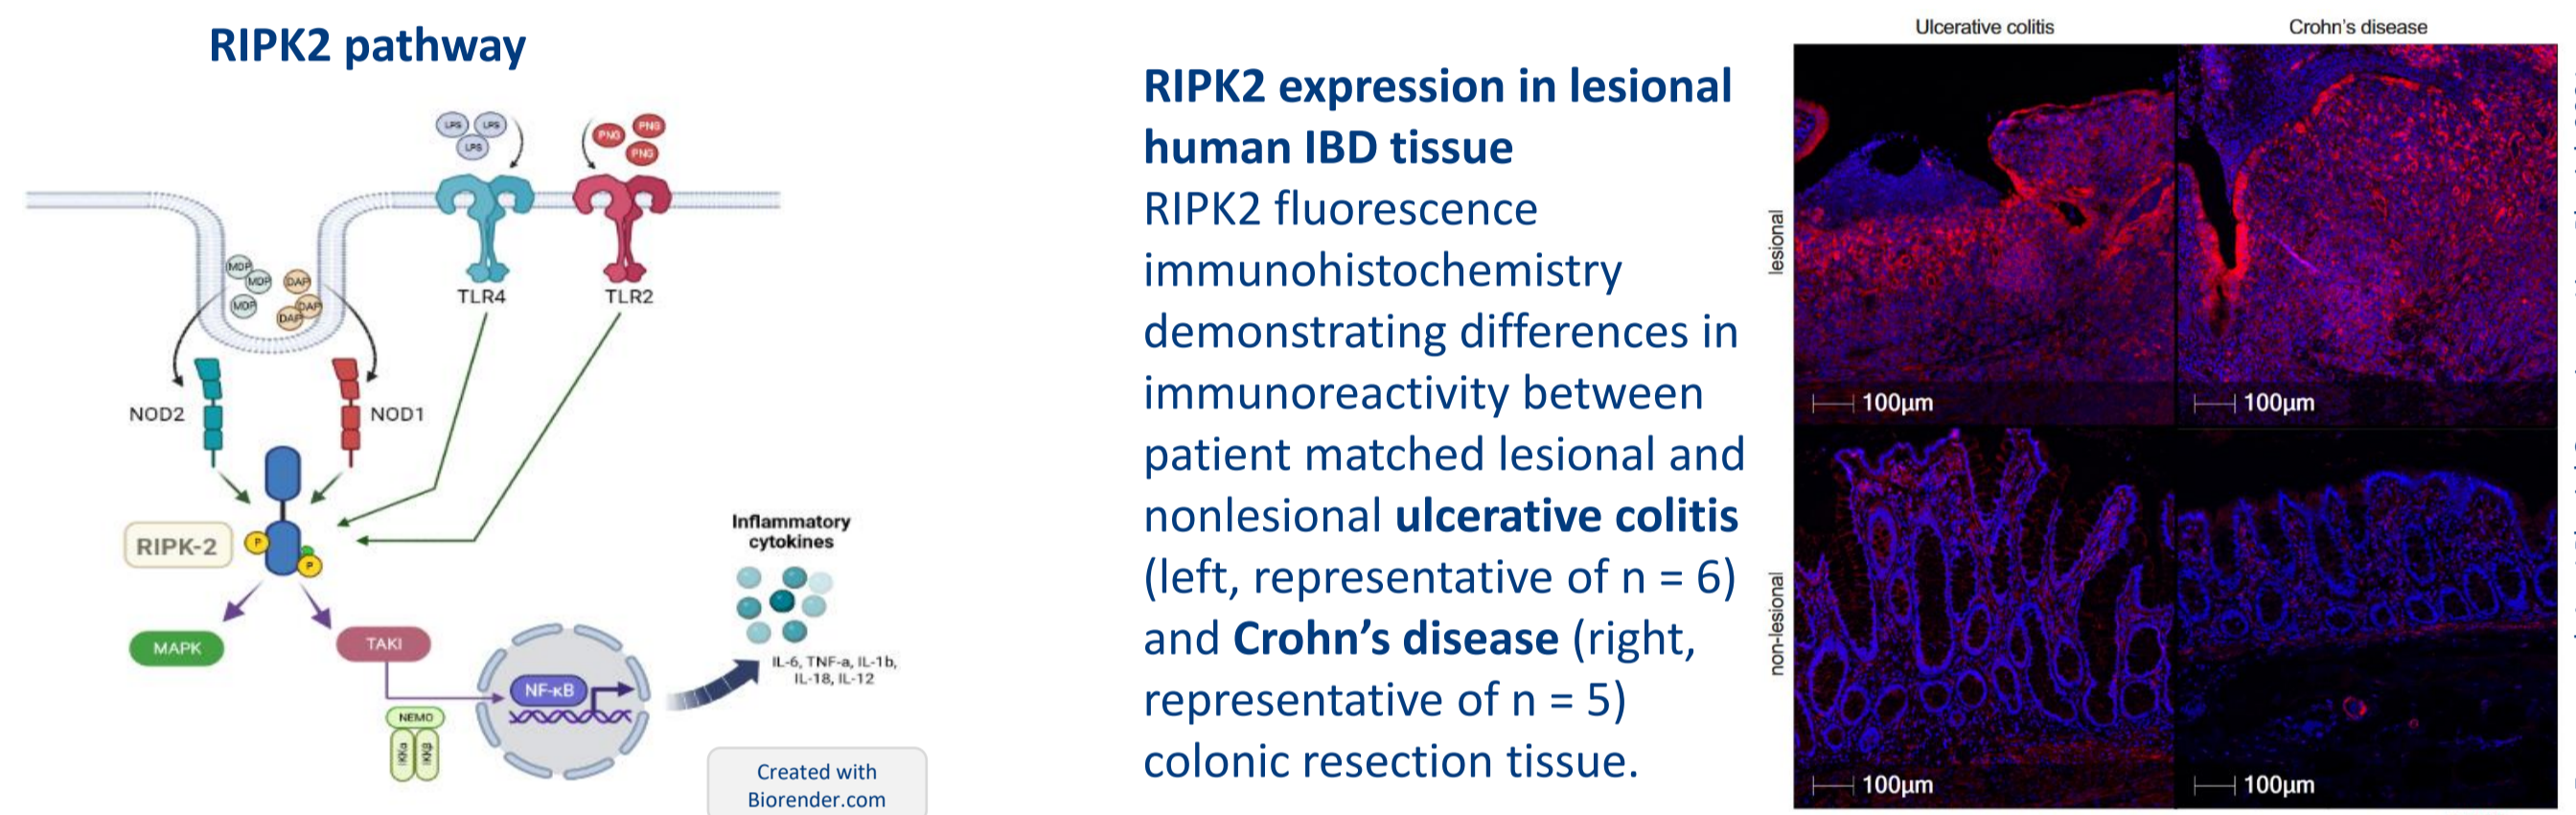 RIPK2 pathway
LPS
LPS
LPS
PNG
PNG
PNG
MDP
MDP
MDP
DAP
DAP
DAP
TLR4
TLR2
NOD2
NOD1
RIPK-2
P
P
MAPK
TAKI
NEMO
IKKα
IKKβ
NF-κB
Inflammatory
cytokines
IL-6, TNF-a, IL-1b,
IL-18, IL-12
Created with
Biorender.com
RIPK2 expression in lesional
human IBD tissue
RIPK2 fluorescence
immunohistochemistry
demonstrating differences in
immunoreactivity between
patient matched lesional and
nonlesional ulcerative colitis
(left, representative of n = 6)
and Crohn’s disease (right,
representative of n = 5)
colonic resection tissue.
Ulcerative colitis
Crohn's disease
lesional
100μm
100μm
non-lesional
100μm
100μm